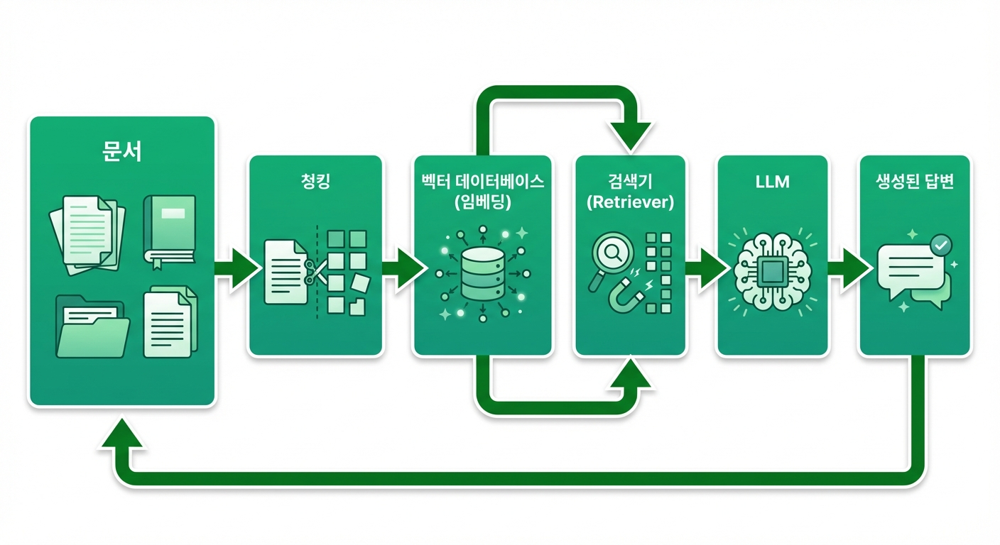 문서
청킹
벡터 데이터베이스
(임베딩)
검색기
(Retriever)
LLM
생성된 답변